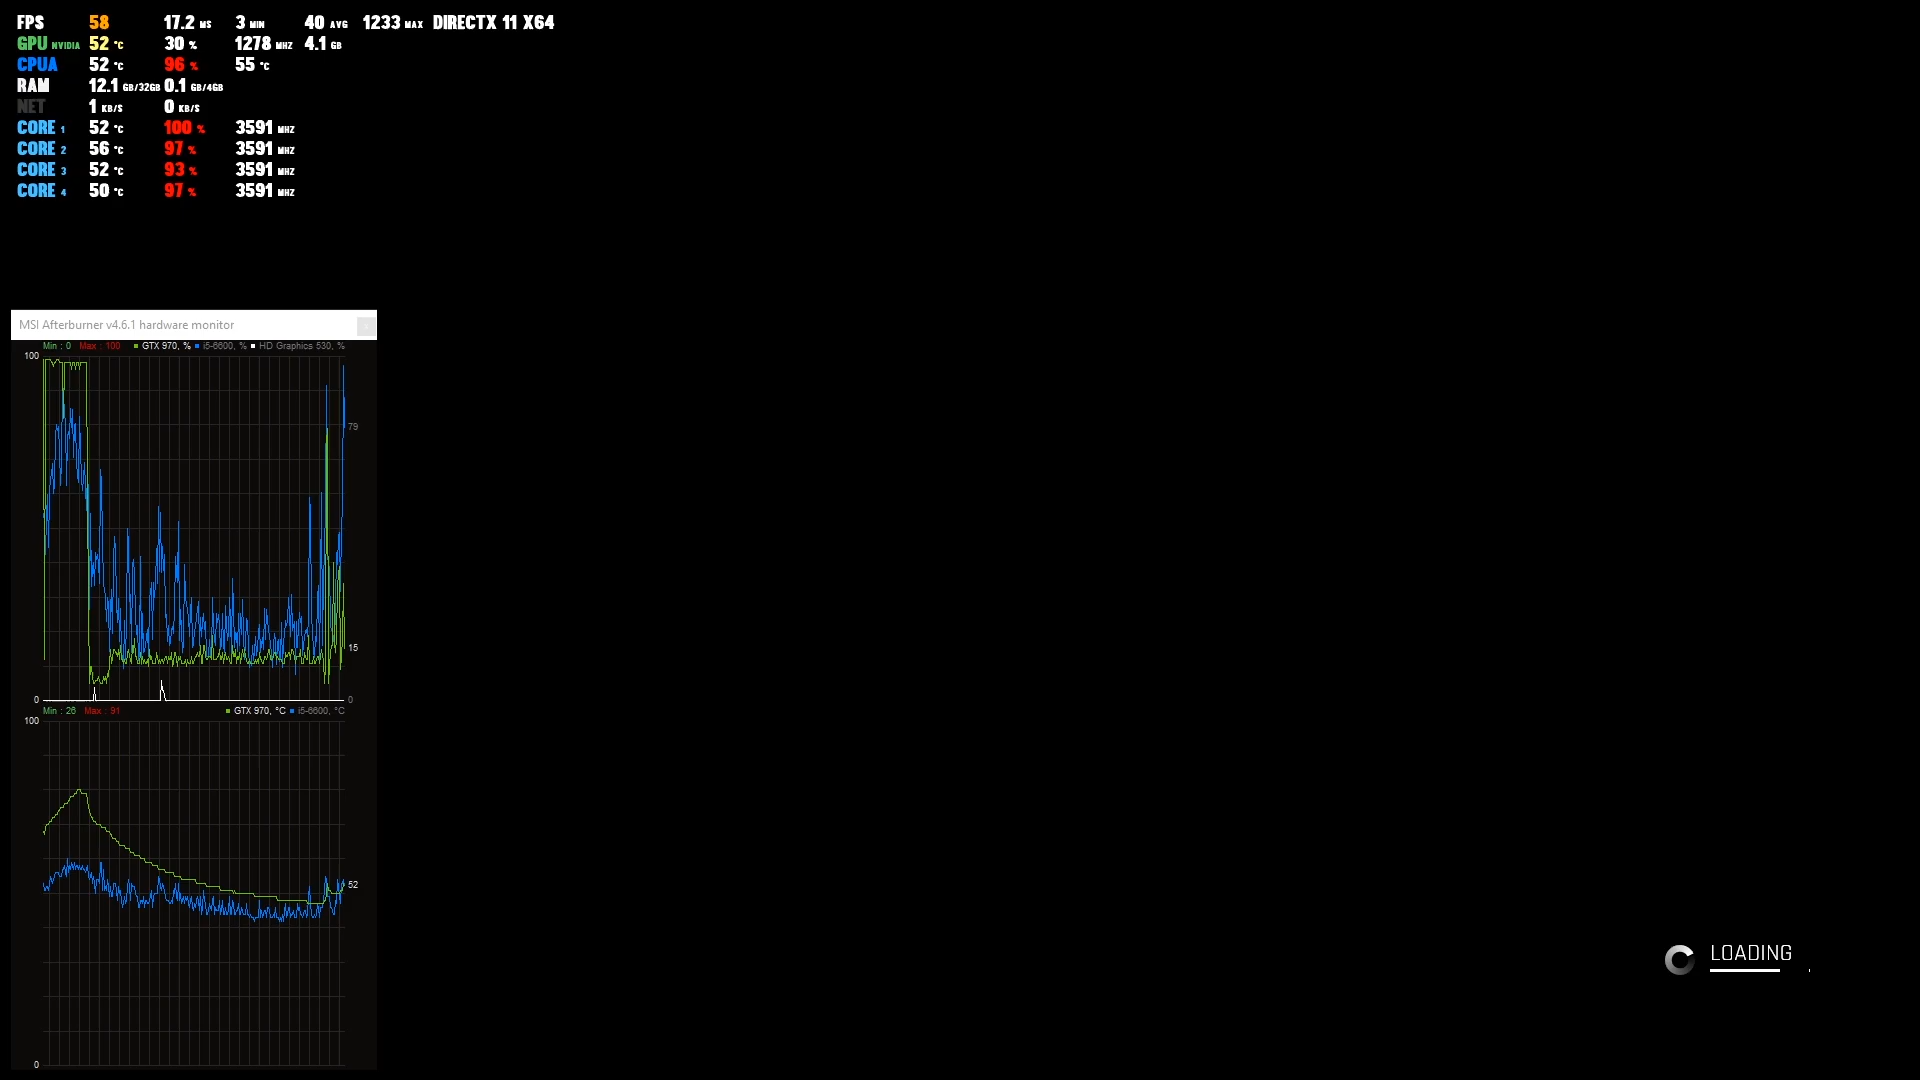 FPS 58 17.2 MS 3 MIN 40 AVG 1233 MAX DIRECTX 11 X64
GPU NVIDIA 52 °C 30 % 1278 MHZ 4.1 GB
CPUA 52 °C 96 % 55 °C
RAM 12.1 GB/32GB 0.1 GB/4GB
NET 1 KB/S 0 KB/S
CORE 1 52 °C 100 % 3591 MHZ
CORE 2 56 °C 97 % 3591 MHZ
CORE 3 52 °C 93 % 3591 MHZ
CORE 4 50 °C 97 % 3591 MHZ
MSI Afterburner v4.6.1 hardware monitor
Min : 0 Max : 100 GTX 970, % i5-6600, % HD Graphics 530, %
100
79
15
0 0
Min : 26 Max : 91 GTX 970, °C i5-6600, °C
100
52
LOADING
0